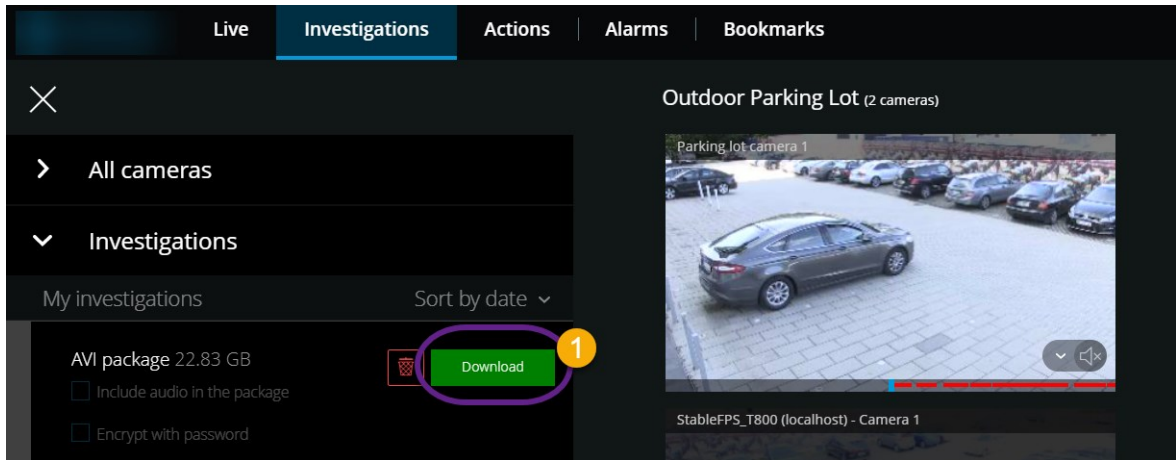 Live Investigations Actions Alarms Bookmarks
All cameras
Investigations
My investigations Sort by date
AVI package 22.83 GB
Download
1
Include audio in the package
Encrypt with password
Outdoor Parking Lot (2 cameras)
Parking lot camera 1
StableFPS_T800 (localhost) - Camera 1